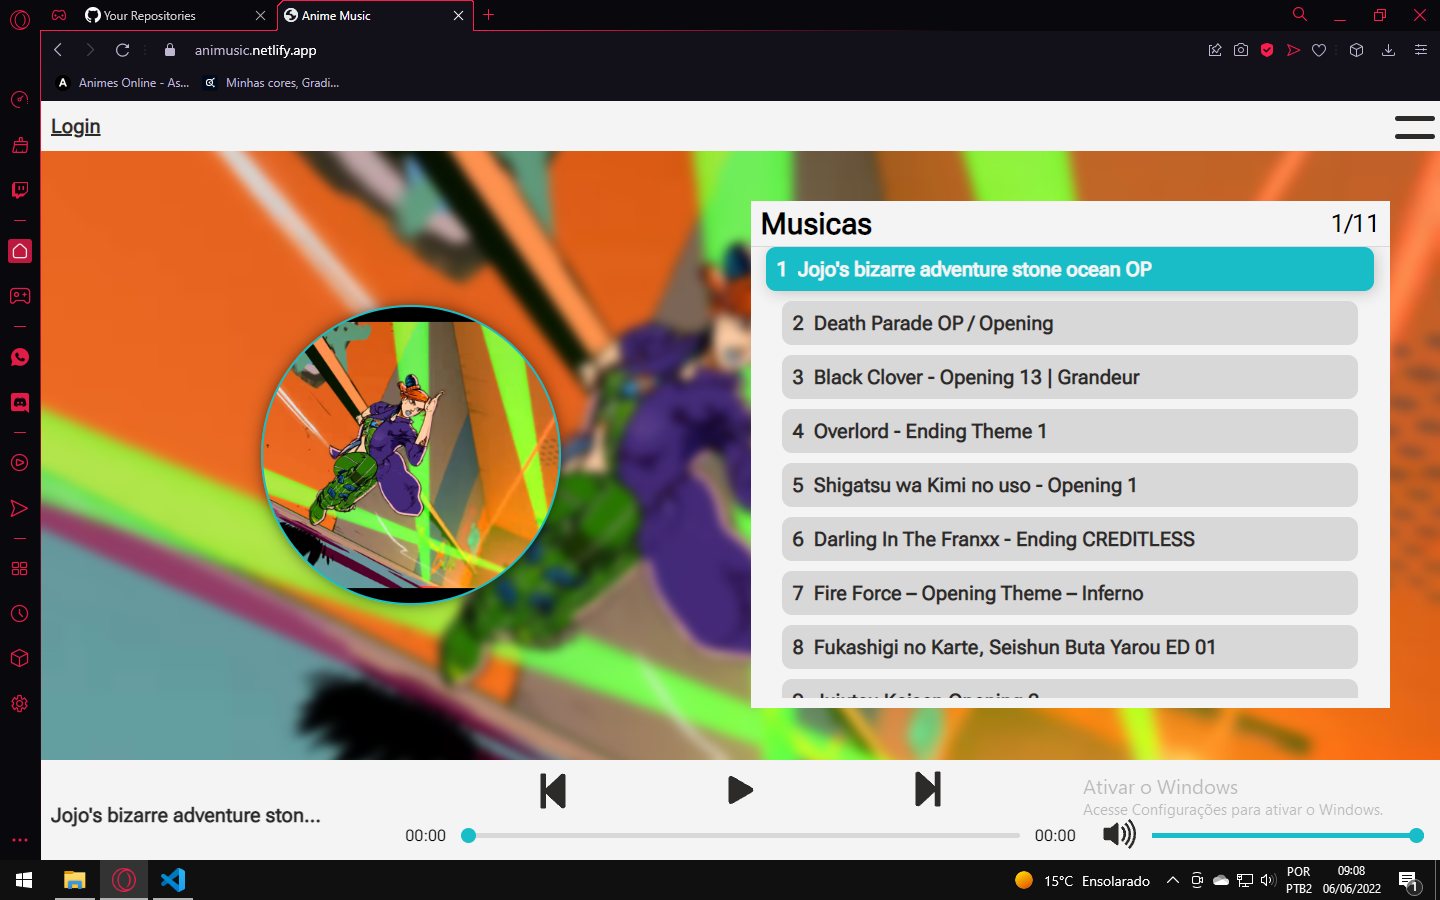 Your Repositories
Anime Music
animusic.netlify.app
A Animes Online - As...
Minhas cores, Gradi...
Login
Musicas 1/11
1 Jojo's bizarre adventure stone ocean OP
2 Death Parade OP / Opening
3 Black Clover - Opening 13 | Grandeur
4 Overlord - Ending Theme 1
5 Shigatsu wa Kimi no uso - Opening 1
6 Darling In The Franxx - Ending CREDITLESS
7 Fire Force – Opening Theme – Inferno
8 Fukashigi no Karte, Seishun Buta Yarou ED 01
Jojo's bizarre adventure ston...
00:00
00:00
Ativar o Windows
Acesse Configurações para ativar o Windows.
15°C Ensolarado
POR
PTB2
09:08
06/06/2022
1